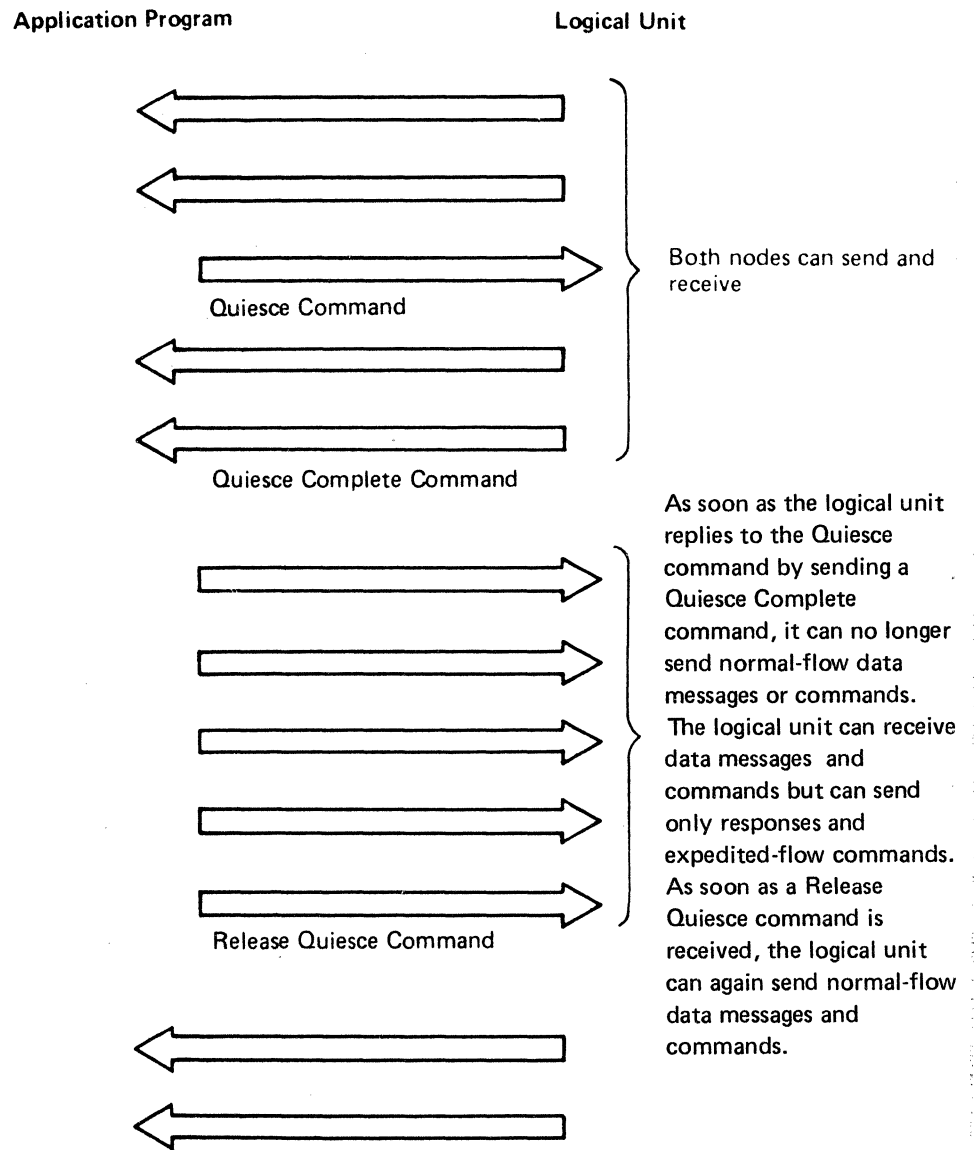 Application Program
Logical Unit
Both nodes can send and
receive
Quiesce Command
Quiesce Complete Command
As soon as the logical unit
replies to the Quiesce
command by sending a
Quiesce Complete
command, it can no longer
send normal-flow data
messages or commands.
The logical unit can receive
data messages and
commands but can send
only responses and
expedited-flow commands.
As soon as a Release
Quiesce command is
received, the logical unit
can again send normal-flow
data messages and
commands.
Release Quiesce Command